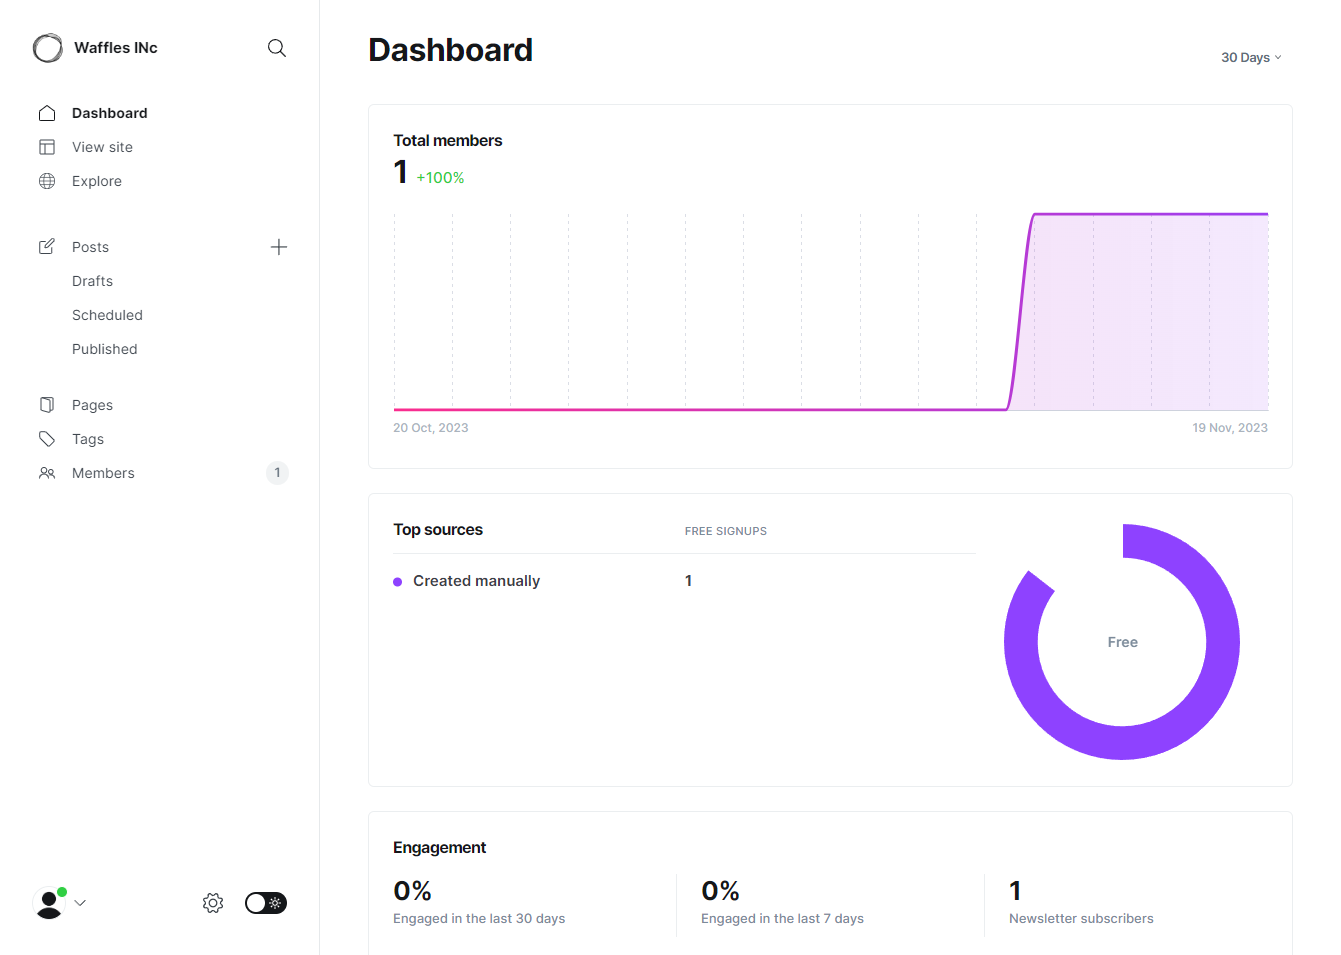 Waffles INc
Dashboard
View site
Explore
Posts
Drafts
Scheduled
Published
Pages
Tags
Members 1
Dashboard
30 Days
Total members
1 +100%
20 Oct, 2023 19 Nov, 2023
Top sources FREE SIGNUPS
Created manually 1
Free
Engagement
0% 0% 1
Engaged in the last 30 days Engaged in the last 7 days Newsletter subscribers